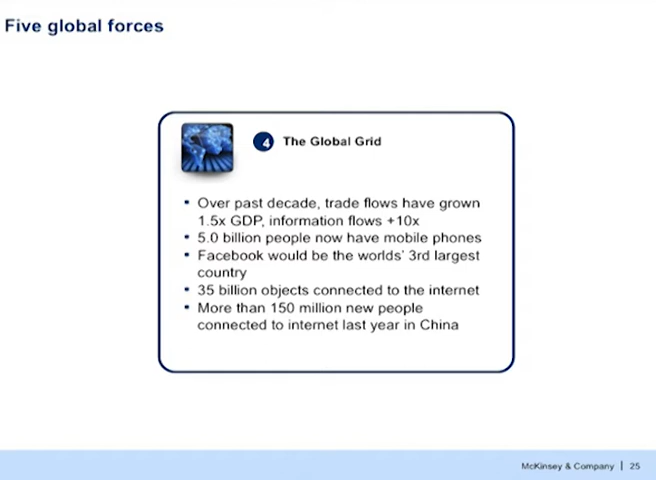 Five global forces
4 The Global Grid
• Over past decade, trade flows have grown
1.5x GDP, information flows +10x
• 5.0 billion people now have mobile phones
• Facebook would be the worlds' 3rd largest
country
• 35 billion objects connected to the internet
• More than 150 million new people
connected to internet last year in China
McKinsey & Company | 25